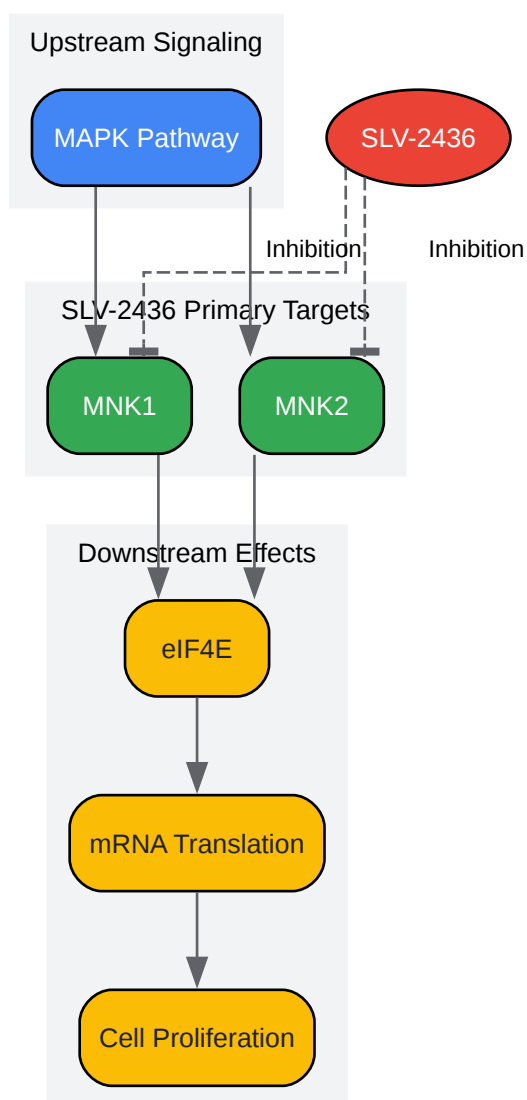 Upstream Signaling
MAPK Pathway
SLV-2436
Inhibition
Inhibition
SLV-2436 Primary Targets
MNK1
MNK2
Downstream Effects
eIF4E
mRNA Translation
Cell Proliferation